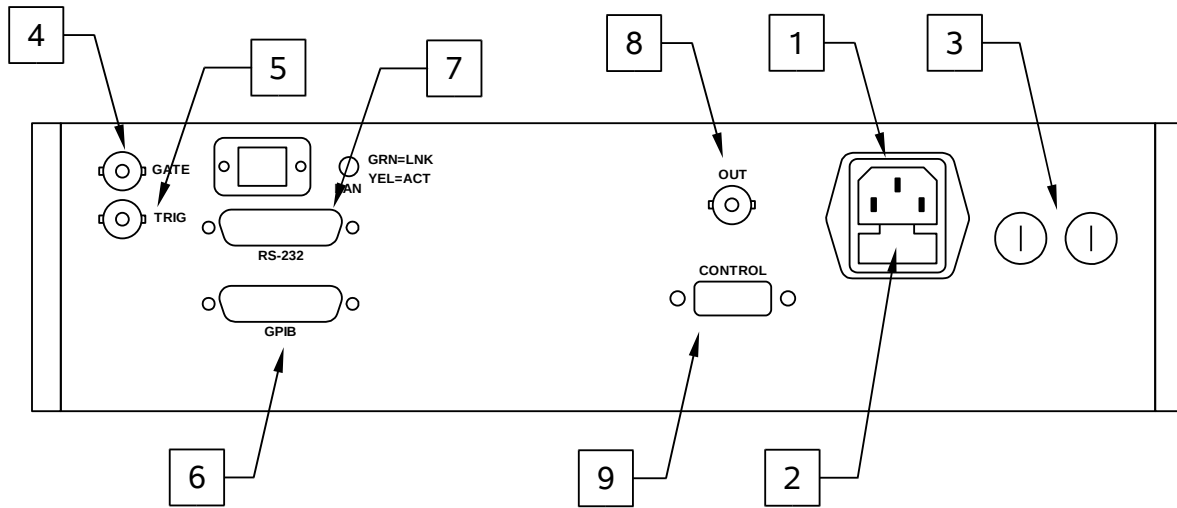 4
5
7
8
1
3
GATE
TRIG
GRN=LNK
YEL=ACT
LAN
RS-232
GPIB
OUT
CONTROL
6
9
2